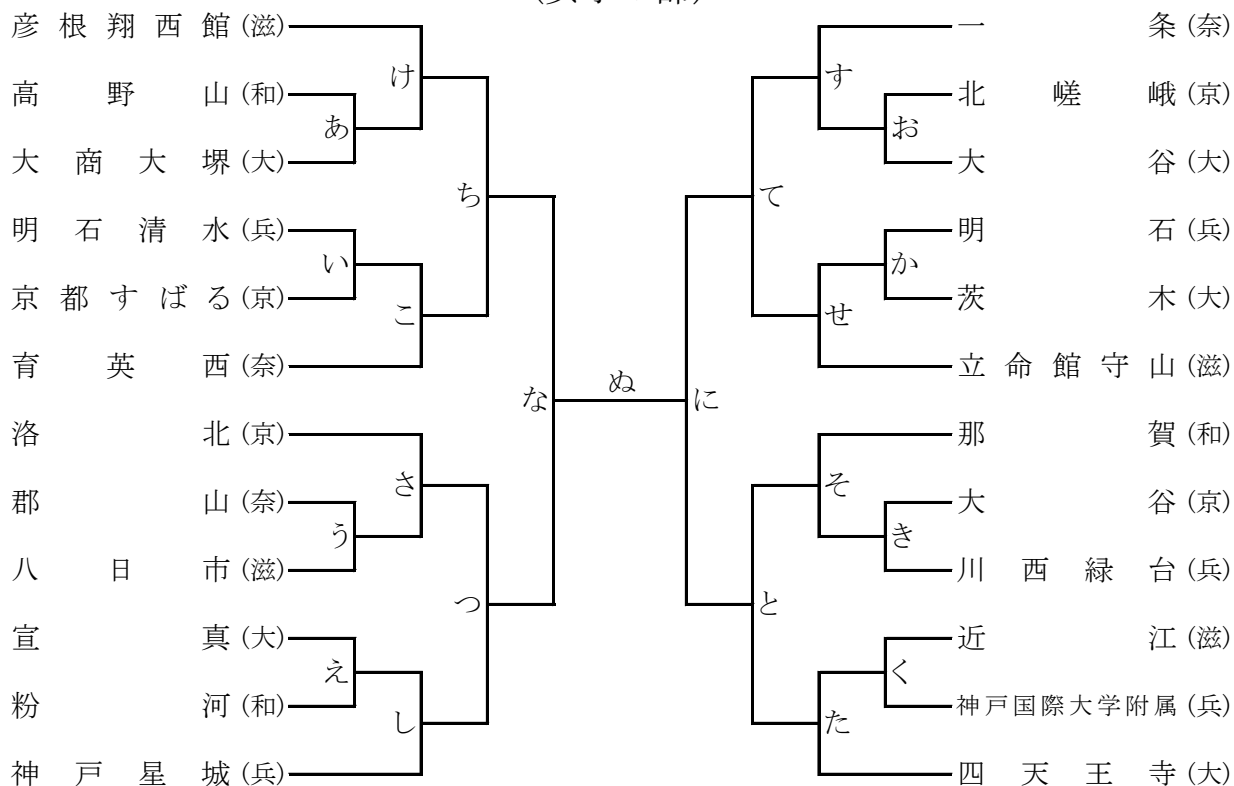 彦根翔西館(滋)
高野山(和)
大商大堺(大)
明石清水(兵)
京都すばる(京)
育英西(奈)
洛北(京)
郡山(奈)
八日市(滋)
宣真(大)
粉河(和)
神戸星城(兵)
あ
い
う
え
け
こ
さ
し
ち
つ
な
ぬ
に
て
と
す
せ
そ
た
お
か
き
く
一条(奈)
北嵯峨(京)
大谷(大)
明石(兵)
茨木(大)
立命館守山(滋)
那賀(和)
大谷(京)
川西緑台(兵)
近江(滋)
神戸国際大学附属(兵)
四天王寺(大)